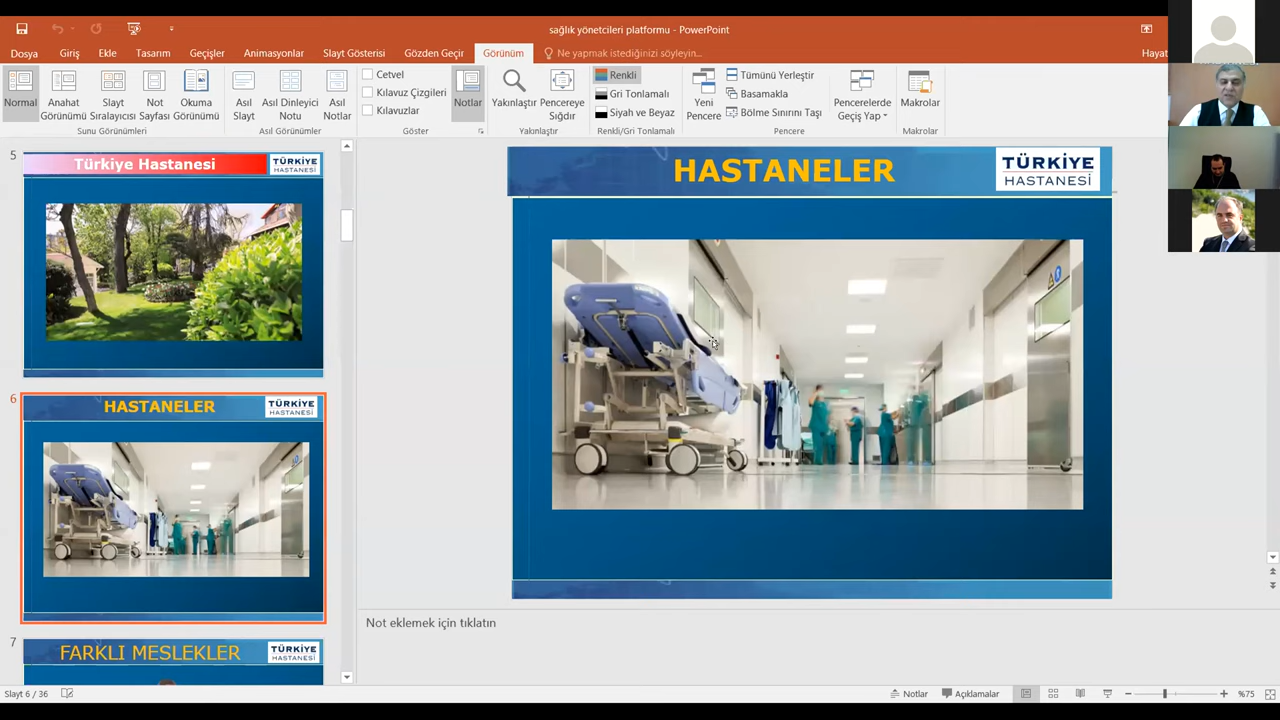 sağlık yönetcileri platformu - PowerPoint
Dosya Giriş Ekle Tasarım Geçişler Animasyonlar Slayt Gösterisi Gözden Geçir Görünüm Ne yapmak istediğinizi söyleyin... Hayat
Normal
Anahat Görünümü
Slayt Sıralayıcısı
Not Sayfası
Okuma Görünümü
Sunu Görünümleri
Asıl Slayt
Asıl Dinleyici Notu
Asıl Notlar
Asıl Görünümler
Cetvel
Kılavuz Çizgileri
Kılavuzlar
Göster
Notlar
Yakınlaştır
Pencereye Sığdır
Yakınlaştır
Renkli
Gri Tonlamalı
Siyah ve Beyaz
Renkli/Gri Tonlamalı
Yeni Pencere
Tümünü Yerleştir
Basamakla
Bölme Sınırını Taşı
Pencerelerde Geçiş Yap
Pencere
Makrolar
Makrolar
5
Türkiye Hastanesi
TÜRKİYE
HASTANESİ
6
HASTANELER
TÜRKİYE
HASTANESİ
7
FARKLI MESLEKLER
TÜRKİYE
HASTANESİ
HASTANELER
TÜRKİYE
HASTANESİ
Not eklemek için tıklatın
Slayt 6 / 36
Notlar Açıklamalar %75